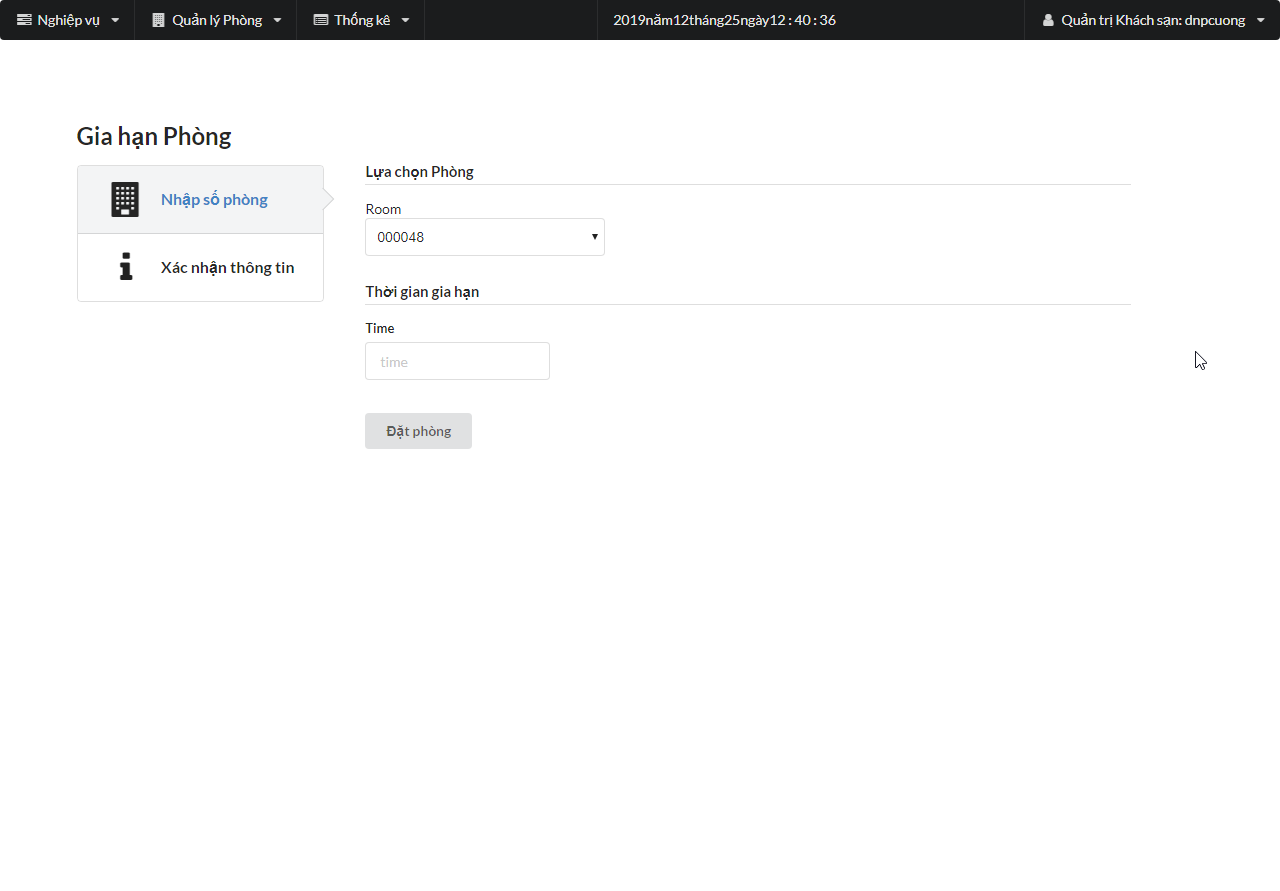 Nghiệp vụ Quản lý Phòng Thống kê 2019năm12tháng25ngày12 : 40 : 36 Quản trị Khách sạn: dnpcuong
Gia hạn Phòng
Nhập số phòng
Xác nhận thông tin
Lựa chọn Phòng
Room
000048
Thời gian gia hạn
Time
time
Đặt phòng